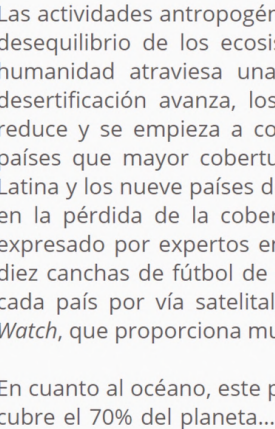 Las actividades antropogén
desequilibrio de los ecosis
humanidad atraviesa una
desertificación avanza, los
reduce y se empieza a co
países que mayor cobertu
Latina y los nueve países d
en la pérdida de la cober
expresado por expertos en
diez canchas de fútbol de
cada país por vía satelital
Watch, que proporciona mu
En cuanto al océano, este p
cubre el 70% del planeta...